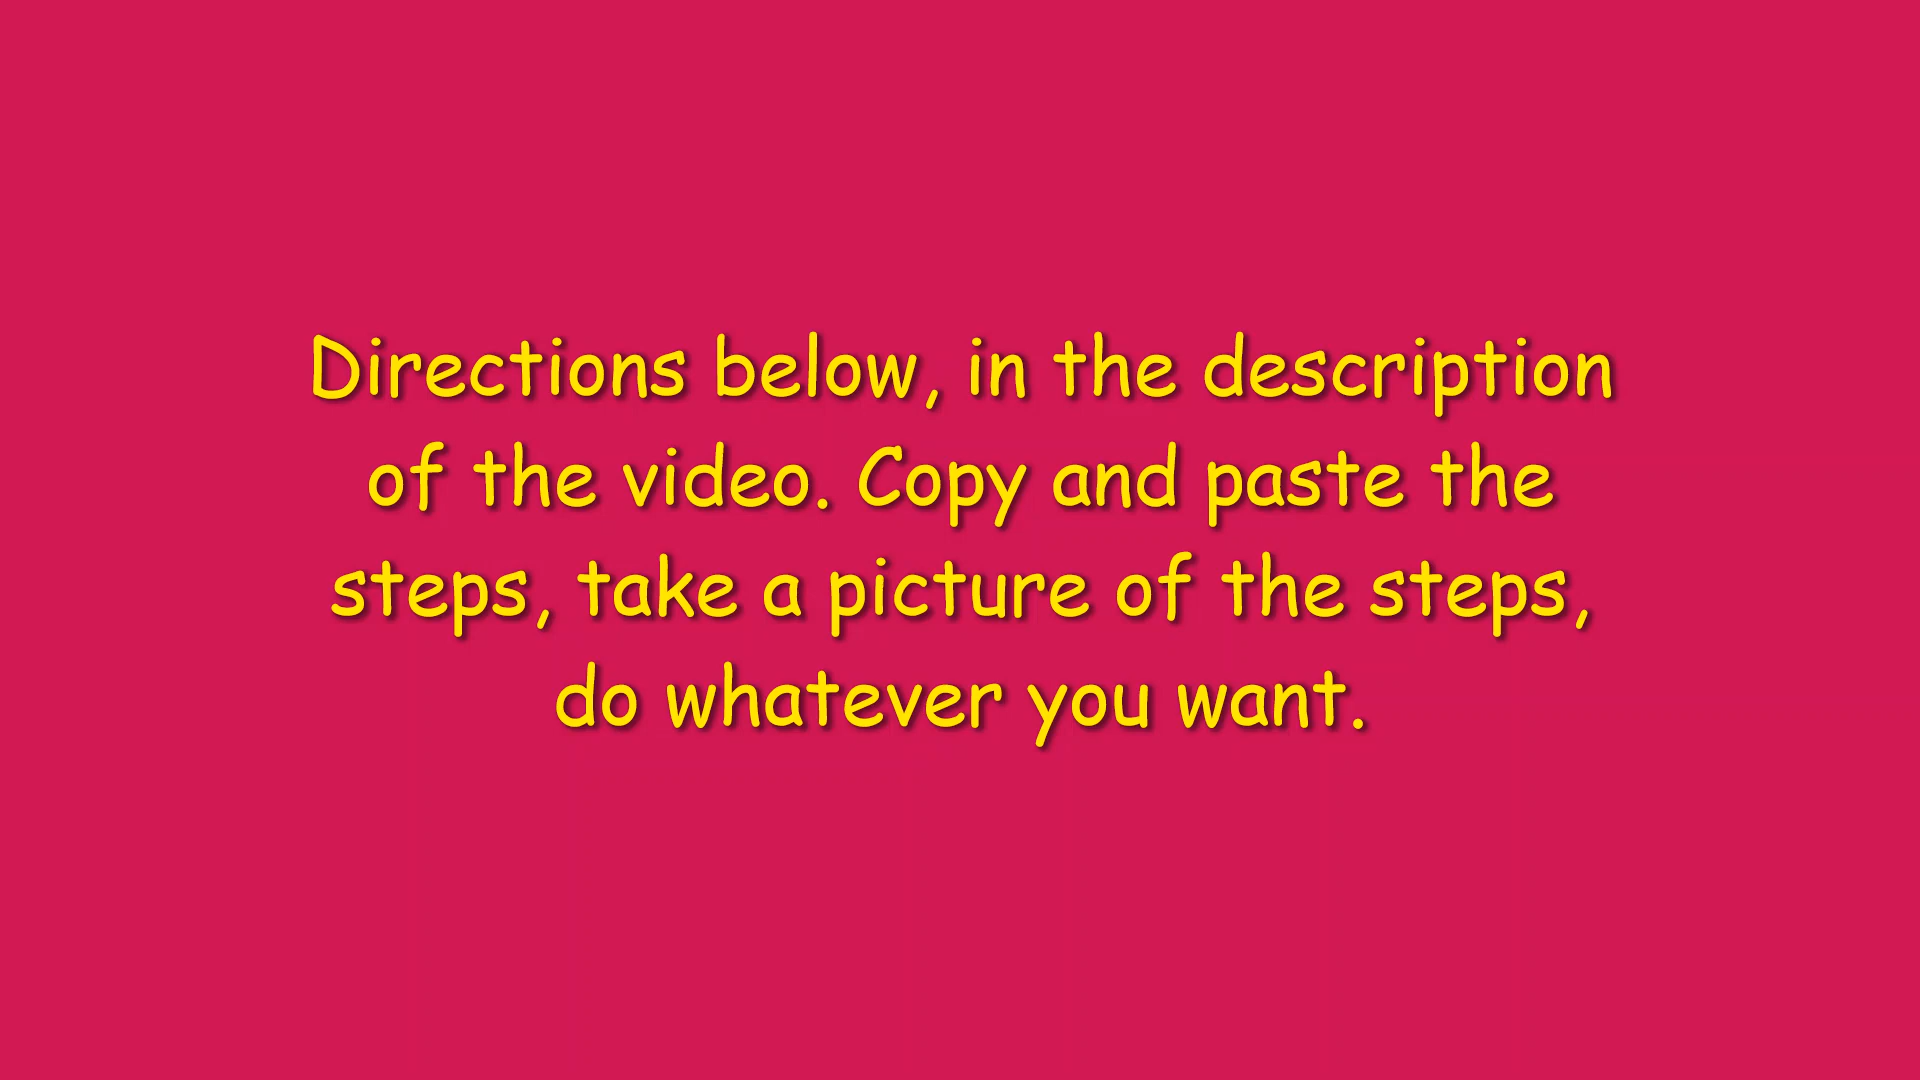 Directions below, in the description
of the video. Copy and paste the
steps, take a picture of the steps,
do whatever you want.